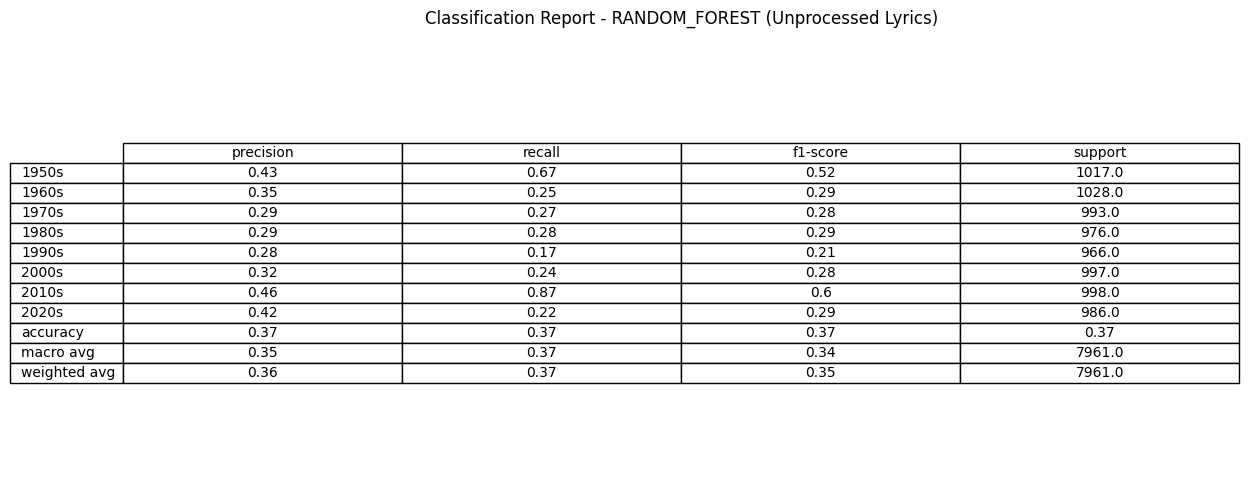 Classification Report - RANDOM_FOREST (Unprocessed Lyrics)
precision recall f1-score support
1950s 0.43 0.67 0.52 1017.0
1960s 0.35 0.25 0.29 1028.0
1970s 0.29 0.27 0.28 993.0
1980s 0.29 0.28 0.29 976.0
1990s 0.28 0.17 0.21 966.0
2000s 0.32 0.24 0.28 997.0
2010s 0.46 0.87 0.6 998.0
2020s 0.42 0.22 0.29 986.0
accuracy 0.37 0.37 0.37 0.37
macro avg 0.35 0.37 0.34 7961.0
weighted avg 0.36 0.37 0.35 7961.0